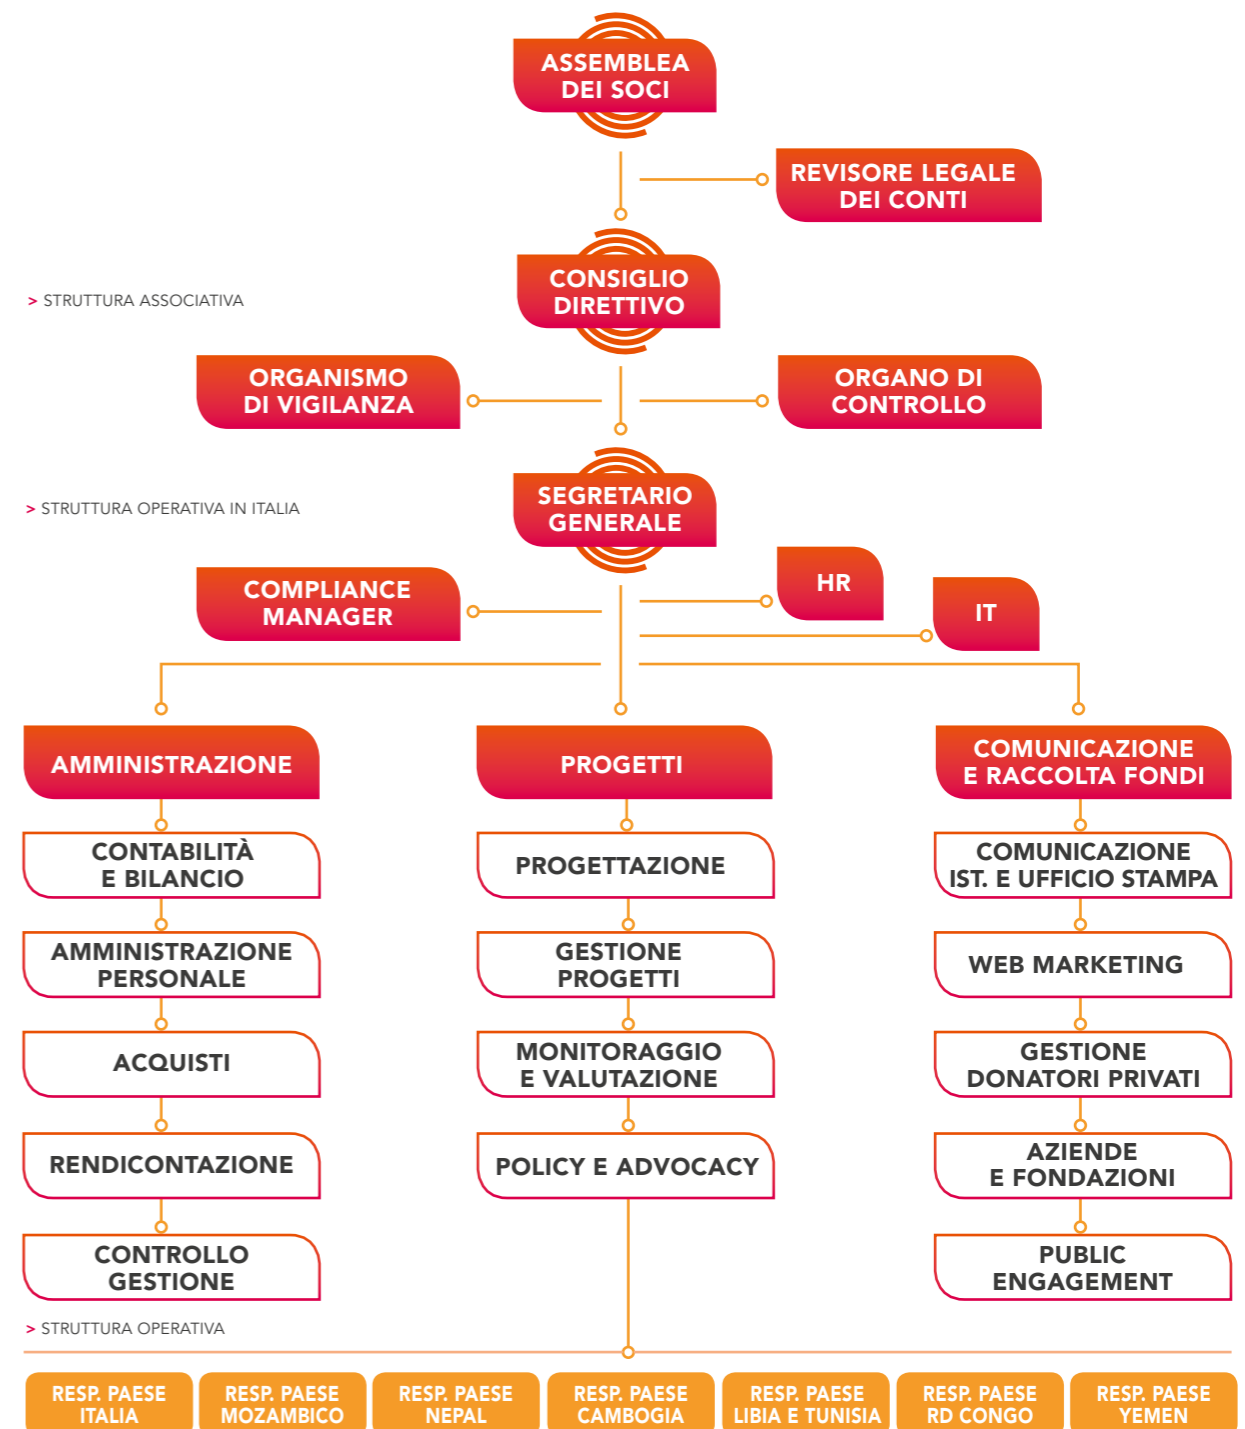 ASSEMBLEA
DEI SOCI
REVISORE LEGALE
DEI CONTI
CONSIGLIO
DIRETTIVO
> STRUTTURA ASSOCIATIVA
ORGANISMO
DI VIGILANZA
ORGANO DI
CONTROLLO
SEGRETARIO
GENERALE
> STRUTTURA OPERATIVA IN ITALIA
COMPLIANCE
MANAGER
HR
IT
AMMINISTRAZIONE
CONTABILITÀ
E BILANCIO
AMMINISTRAZIONE
PERSONALE
ACQUISTI
RENDICONTAZIONE
CONTROLLO
GESTIONE
PROGETTI
PROGETTAZIONE
GESTIONE
PROGETTI
MONITORAGGIO
E VALUTAZIONE
POLICY E ADVOCACY
COMUNICAZIONE
E RACCOLTA FONDI
COMUNICAZIONE
IST. E UFFICIO STAMPA
WEB MARKETING
GESTIONE
DONATORI PRIVATI
AZIENDE
E FONDAZIONI
PUBLIC
ENGAGEMENT
> STRUTTURA OPERATIVA
RESP. PAESE
ITALIA
RESP. PAESE
MOZAMBICO
RESP. PAESE
NEPAL
RESP. PAESE
CAMBOGIA
RESP. PAESE
LIBIA E TUNISIA
RESP. PAESE
RD CONGO
RESP. PAESE
YEMEN